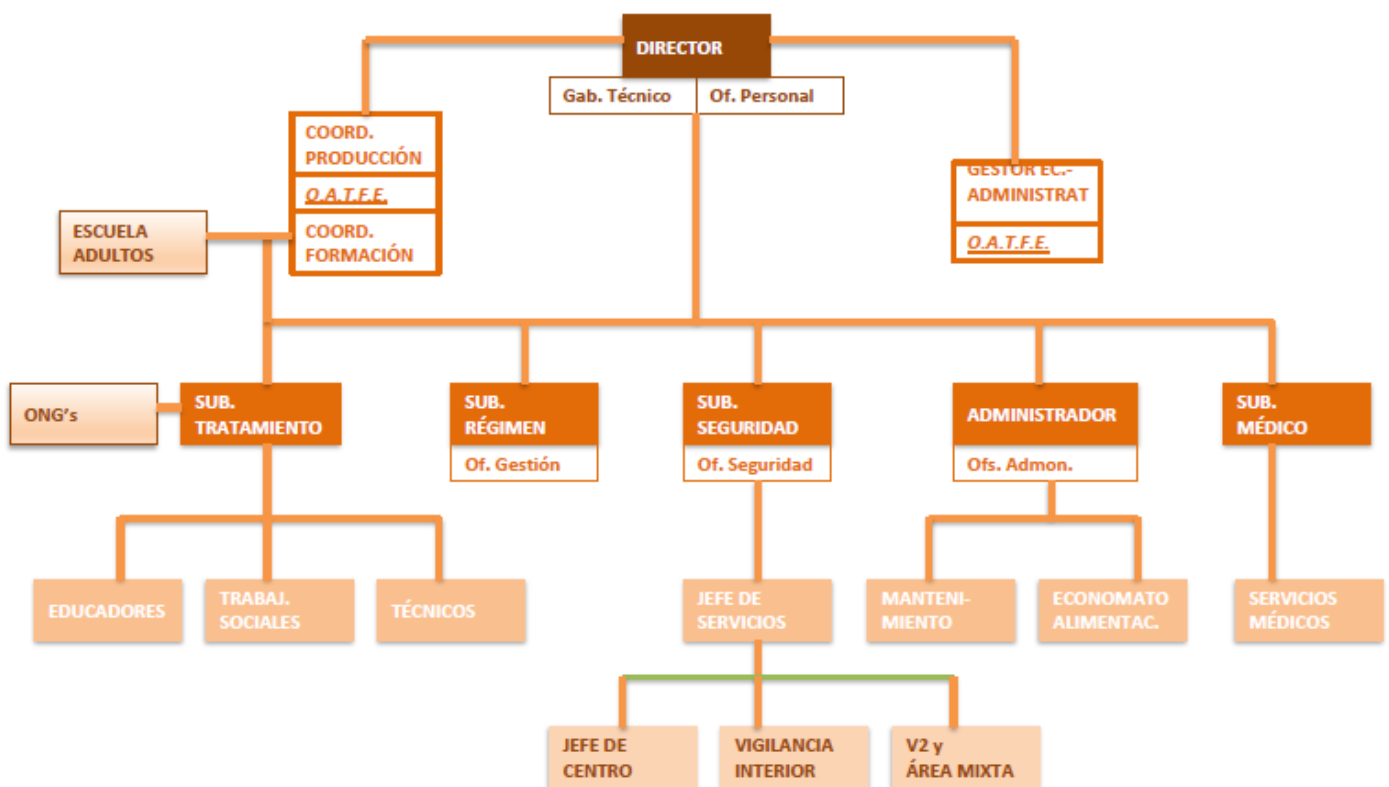 DIRECTOR
Gab. Técnico
Of. Personal
COORD.
PRODUCCIÓN
O.A.T.F.E.
COORD.
FORMACIÓN
GESTOR EC.-
ADMINISTRAT
O.A.T.F.E.
ESCUELA
ADULTOS
ONG's
SUB.
TRATAMIENTO
SUB.
RÉGIMEN
Of. Gestión
SUB.
SEGURIDAD
Of. Seguridad
ADMINISTRADOR
Ofs. Admon.
SUB.
MÉDICO
EDUCADORES
TRABAJ.
SOCIALES
TÉCNICOS
JEFE DE
SERVICIOS
MANTENI-
MIENTO
ECONOMATO
ALIMENTAC.
SERVICIOS
MÉDICOS
JEFE DE
CENTRO
VIGILANCIA
INTERIOR
V2 y
ÁREA MIXTA